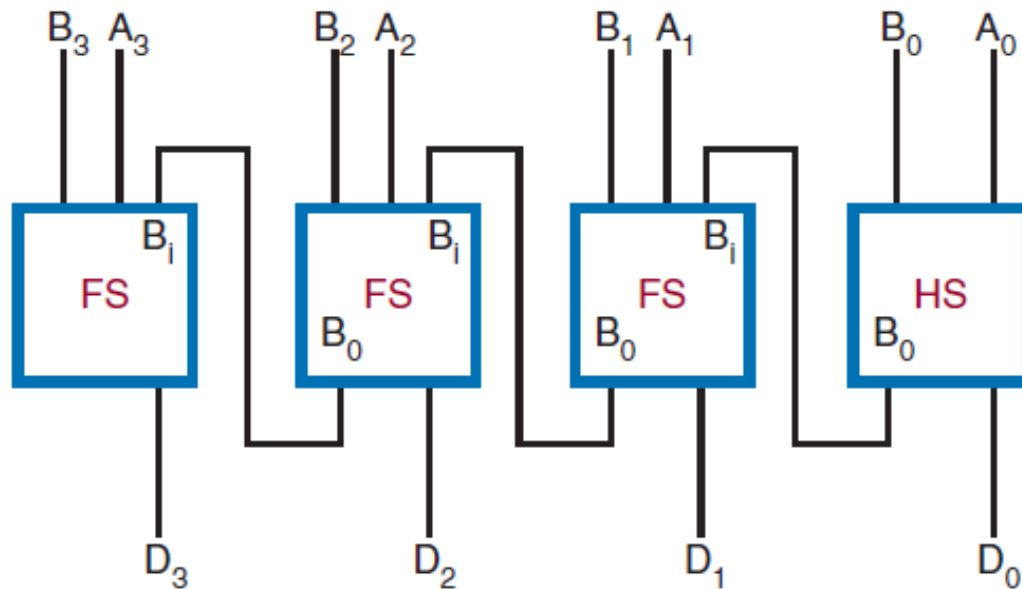 B₃ A₃ B₂ A₂ B₁ A₁ B₀ A₀
Bᵢ Bᵢ Bᵢ
FS FS FS HS
B₀ B₀ B₀
D₃ D₂ D₁ D₀